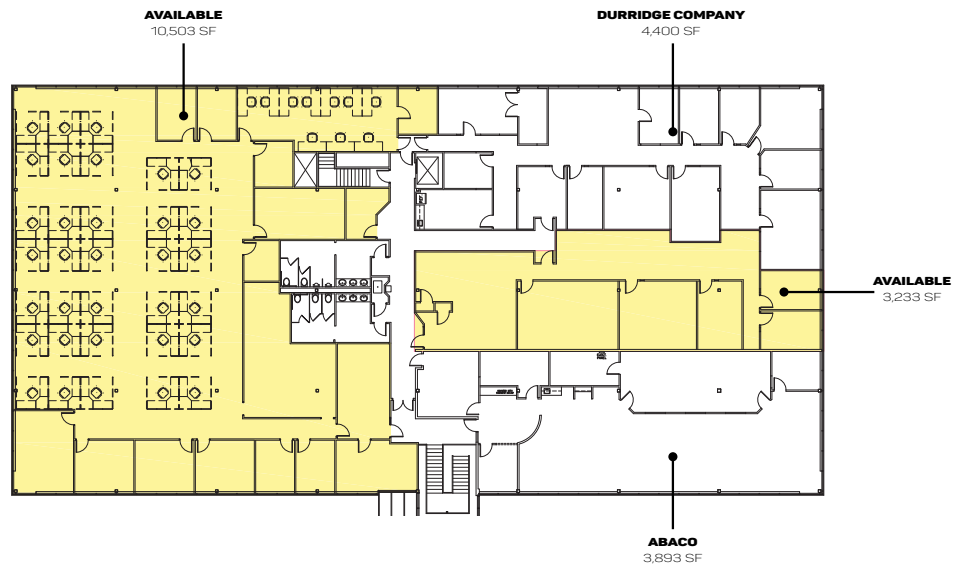 AVAILABLE
10,503 SF
DURRIDGE COMPANY
4,400 SF
AVAILABLE
3,233 SF
ABACO
3,893 SF